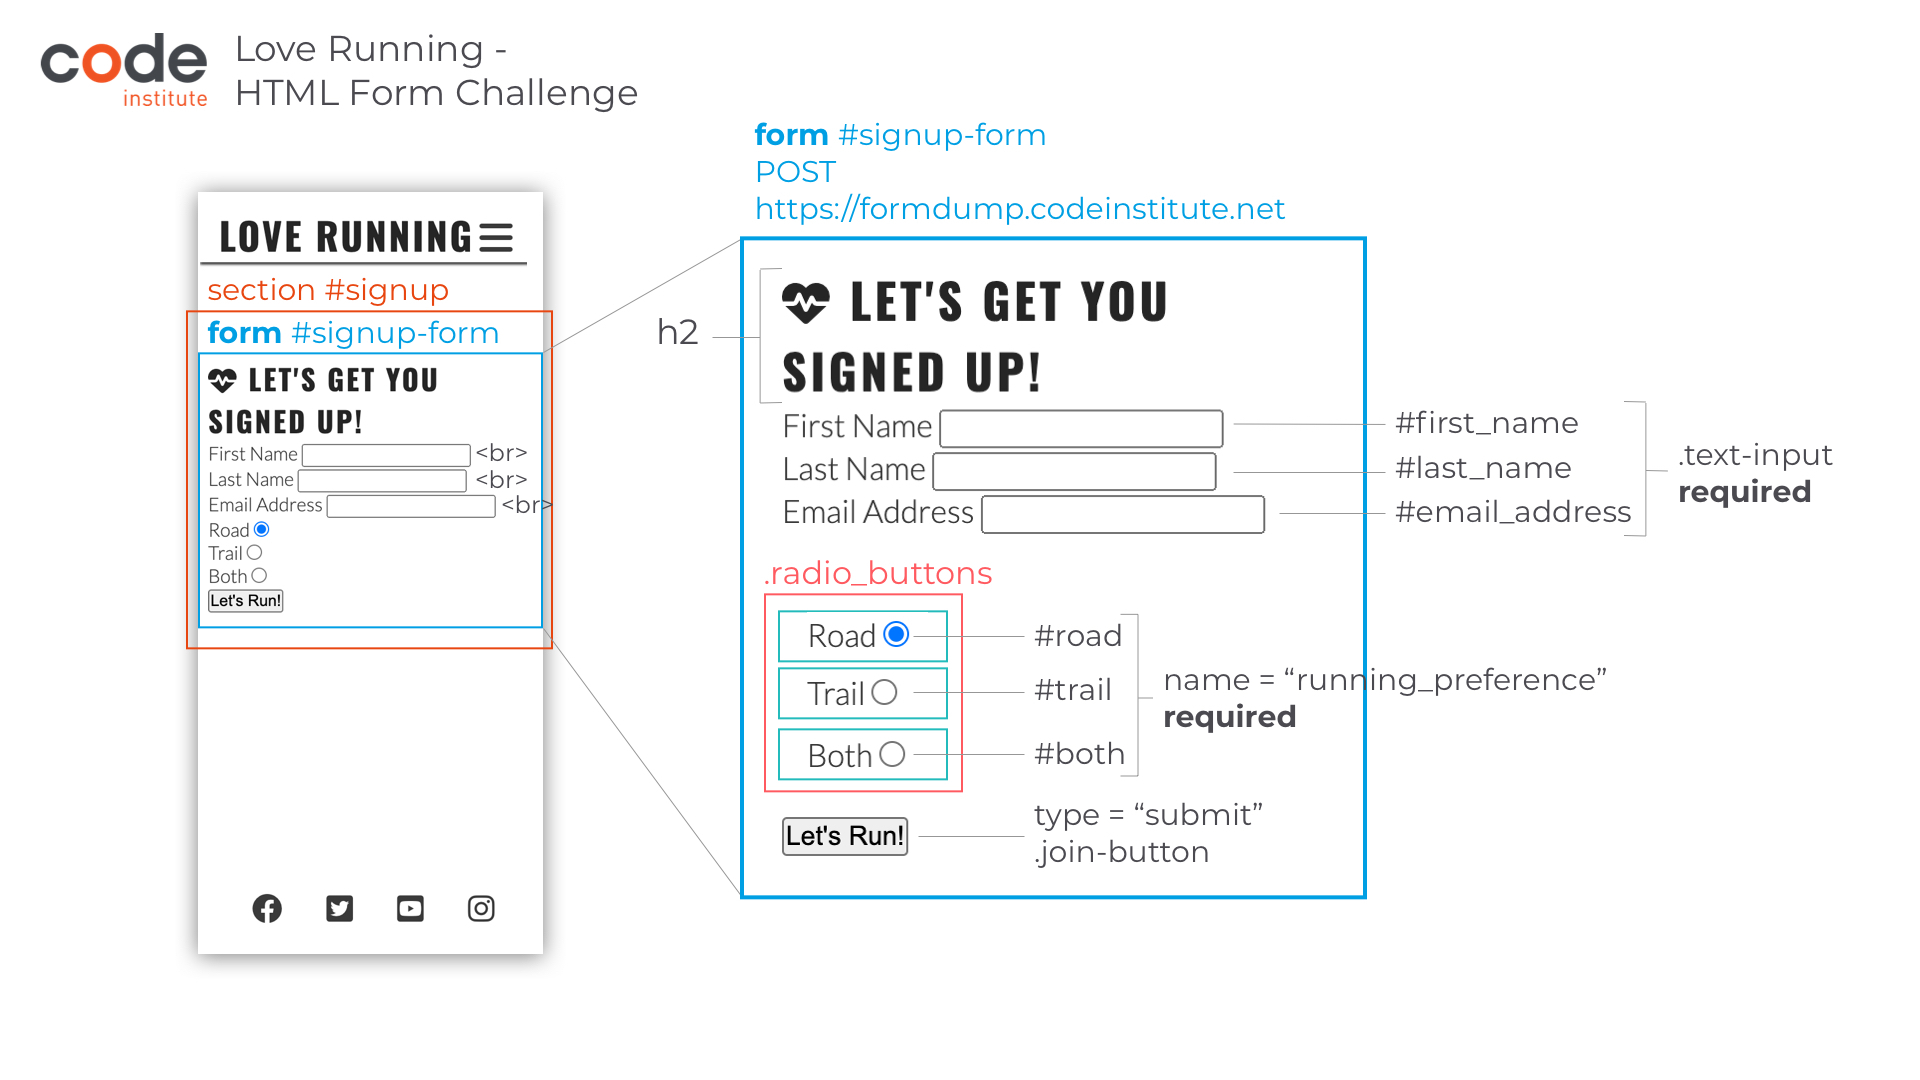 code
institute
Love Running -
HTML Form Challenge
LOVE RUNNING
section #signup
form #signup-form
LET'S GET YOU
SIGNED UP!
First Name <br>
Last Name <br>
Email Address <br>
Road
Trail
Both
Let's Run!
form #signup-form
POST
https://formdump.codeinstitute.net
h2
LET'S GET YOU
SIGNED UP!
First Name #first_name
Last Name #last_name
Email Address #email_address
.text-input
required
.radio_buttons
Road #road
Trail #trail
Both #both
name = “running_preference”
required
Let's Run!
type = “submit”
.join-button